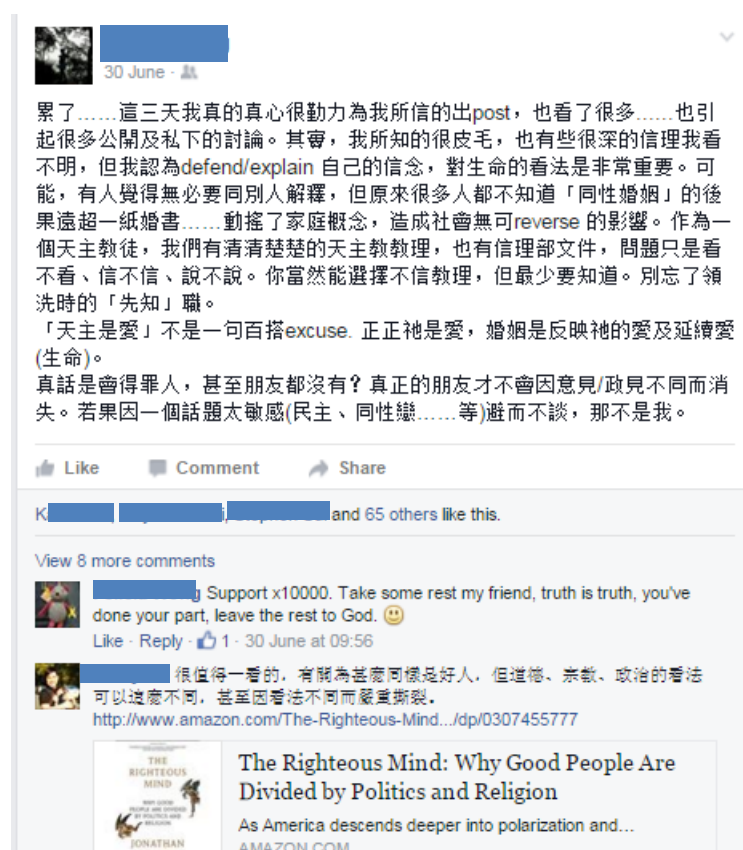 30 June
累了......這三天我真的真心很勤力為我所信的出post，也看了很多......也引
起很多公開及私下的討論。其實，我所知的很皮毛，也有些很深的信理我看
不明，但我認為defend/explain 自己的信念，對生命的看法是非常重要。可
能，有人覺得無必要同別人解釋，但原來很多人都不知道「同性婚姻」的後
果遠超一紙婚書......動搖了家庭概念，造成社會無可reverse 的影響。作為一
個天主教徒，我們有清清楚楚的天主教教理，也有信理部文件，問題只是看
不看、信不信、說不說。你當然能選擇不信教理，但最少要知道。別忘了領
洗時的「先知」職。
「天主是愛」不是一句百搭excuse. 正正祂是愛，婚姻是反映祂的愛及延續愛
(生命)。
真話是會得罪人，甚至朋友都沒有? 真正的朋友才不會因意見/政見不同而消
失。若果因一個話題太敏感(民主、同性戀......等)避而不談，那不是我。
Like Comment Share
and 65 others like this.
View 8 more comments
Support x10000. Take some rest my friend, truth is truth, you've
done your part, leave the rest to God.
Like · Reply · 1 · 30 June at 09:56
很值得一看的，有關為甚麼同樣是好人，但道德、宗教、政治的看法
可以這麼不同，甚至因看法不同而嚴重撕裂。
http://www.amazon.com/The-Righteous-Mind.../dp/0307455777
THE
RIGHTEOUS
MIND
WHY GOOD
PEOPLE ARE DIVIDED
BY POLITICS AND
RELIGION
JONATHAN
The Righteous Mind: Why Good People Are
Divided by Politics and Religion
As America descends deeper into polarization and...
AMAZON.COM